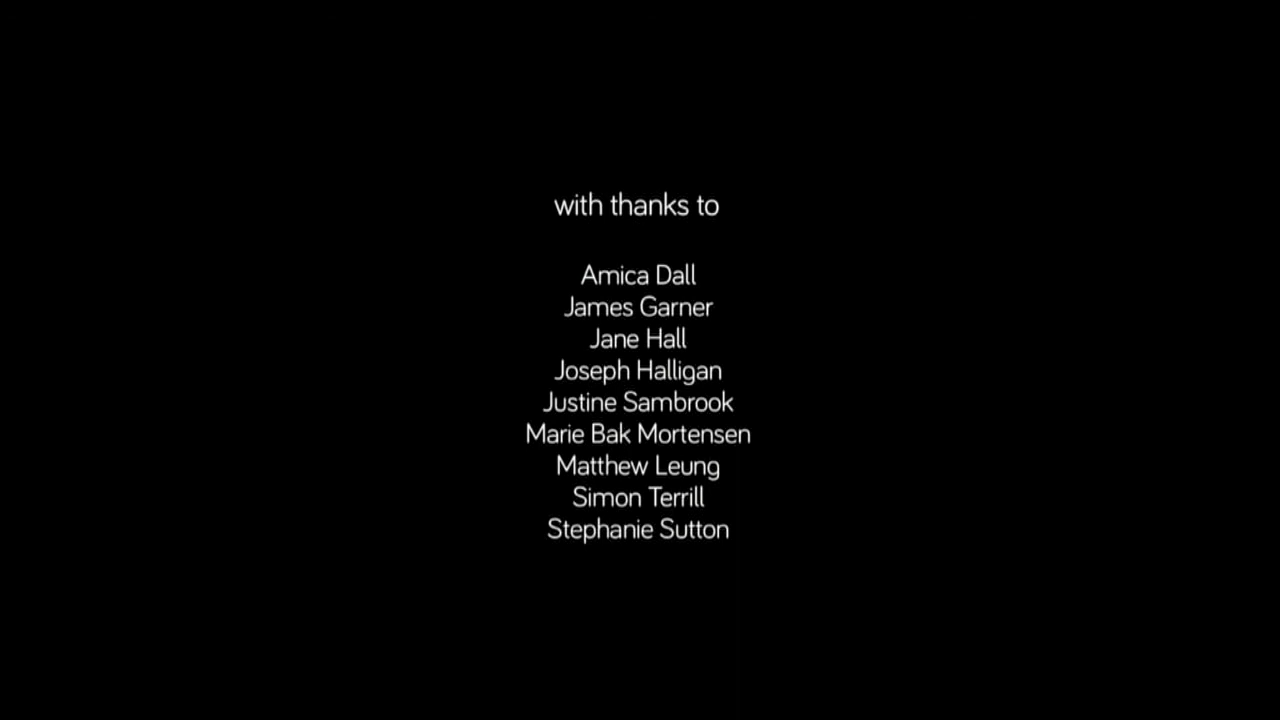 with thanks to
Amica Dall
James Garner
Jane Hall
Joseph Halligan
Justine Sambrook
Marie Bak Mortensen
Matthew Leung
Simon Terrill
Stephanie Sutton